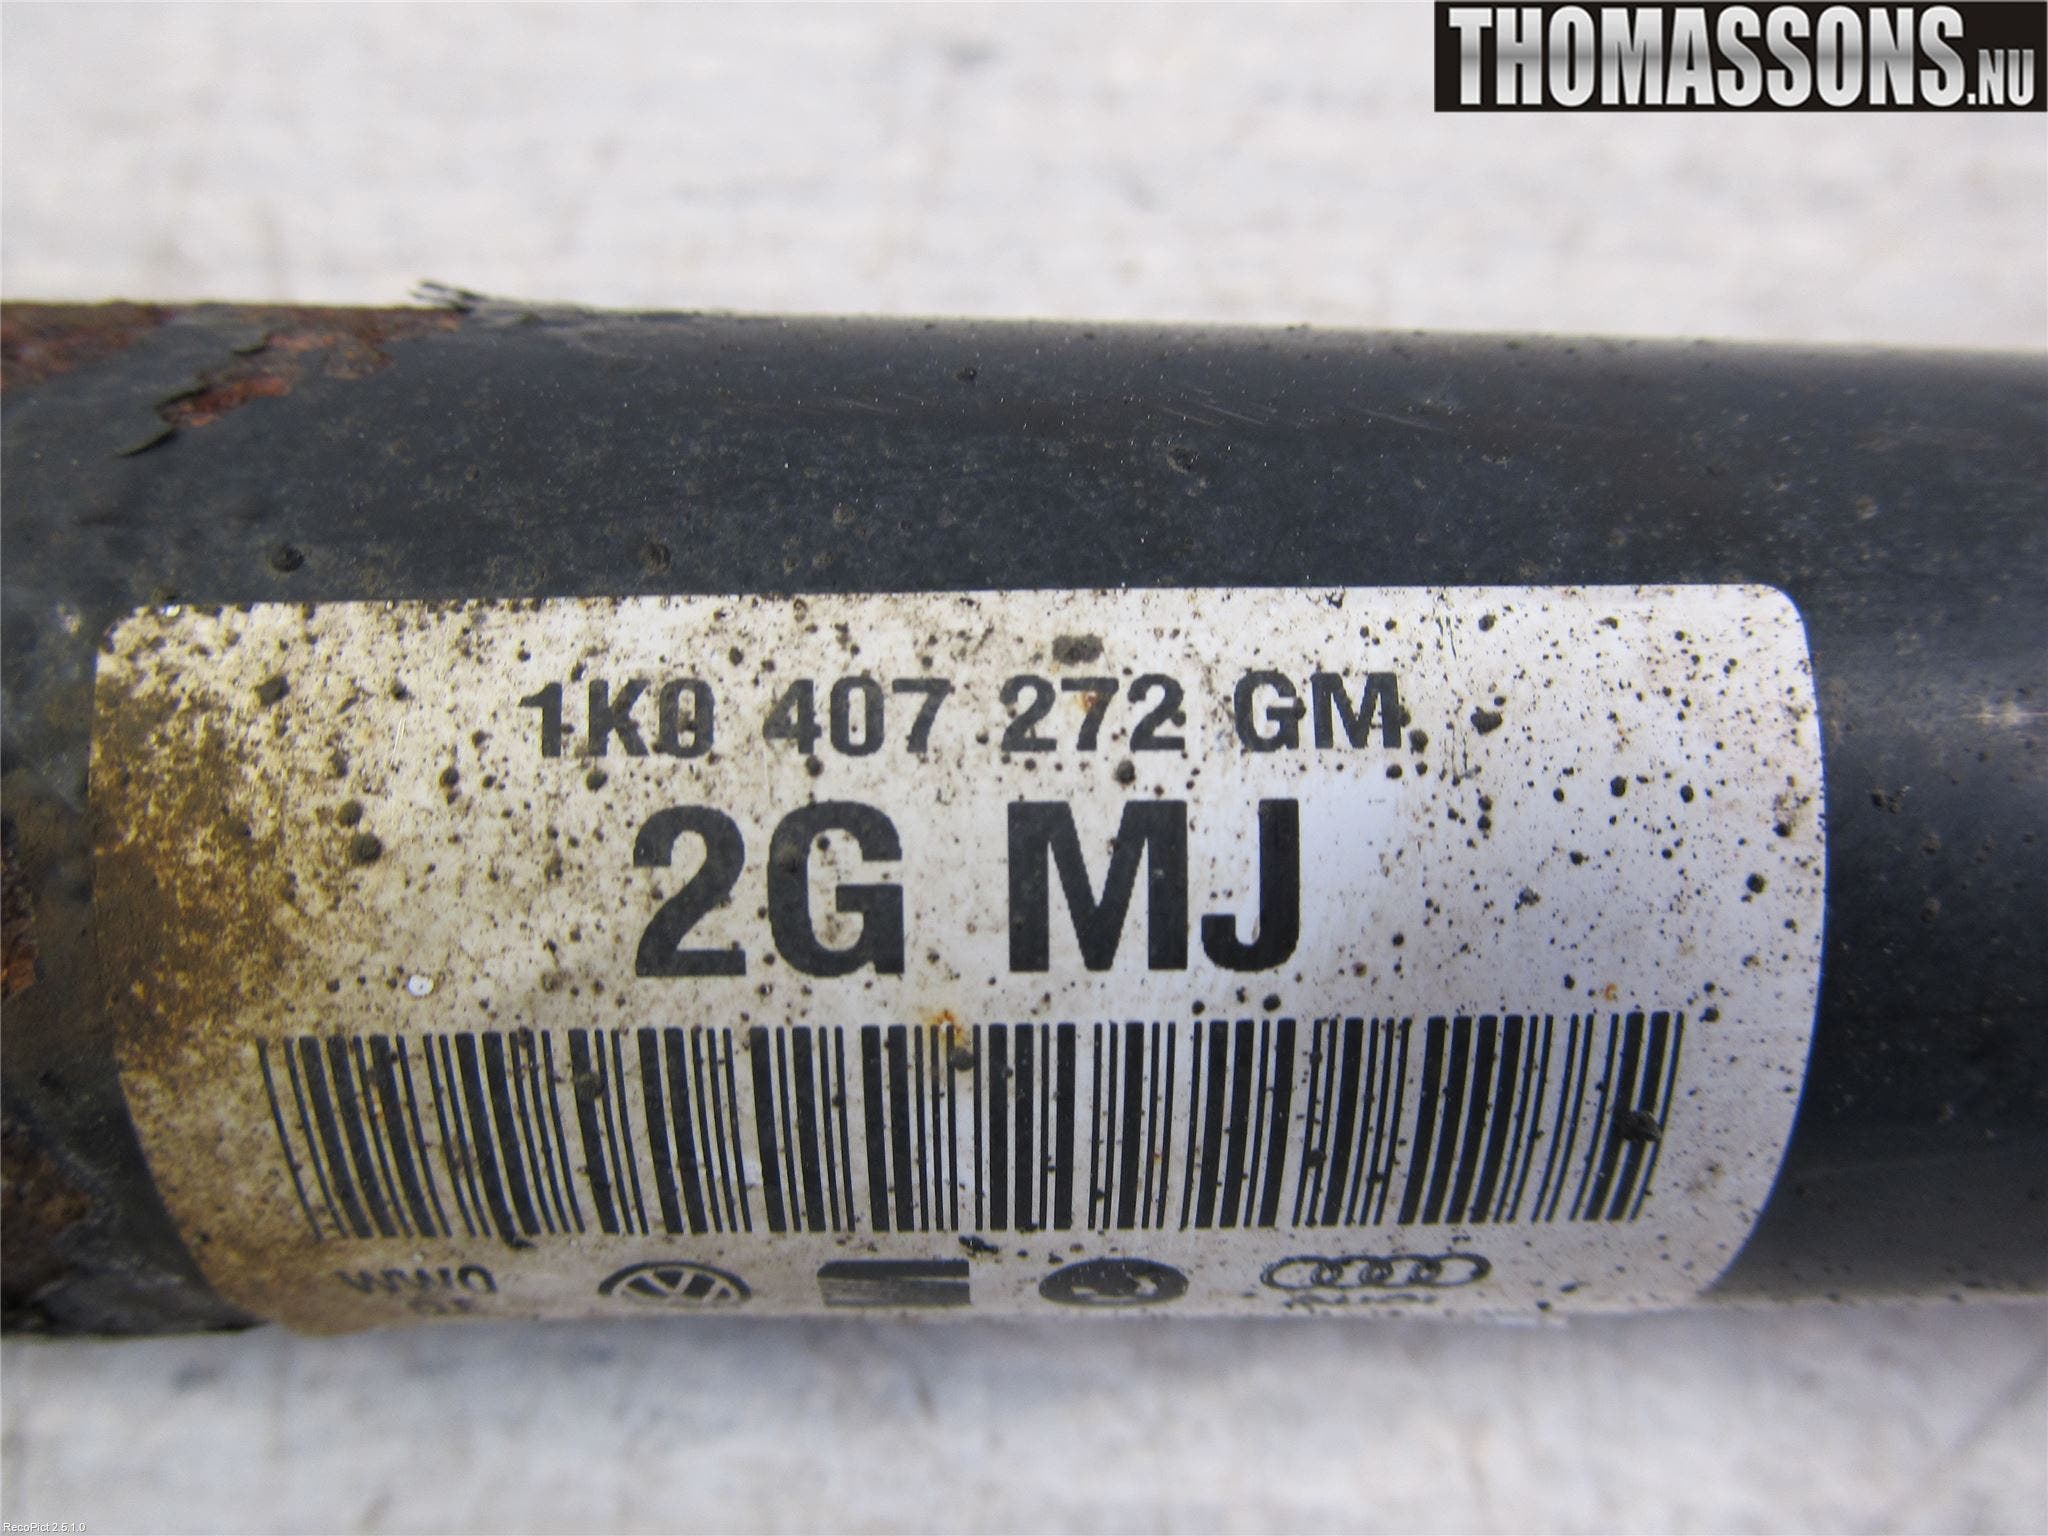 THOMASSONS.NU
1K0 407 272 GM
2G MJ
RecoPict 2.5.1.0